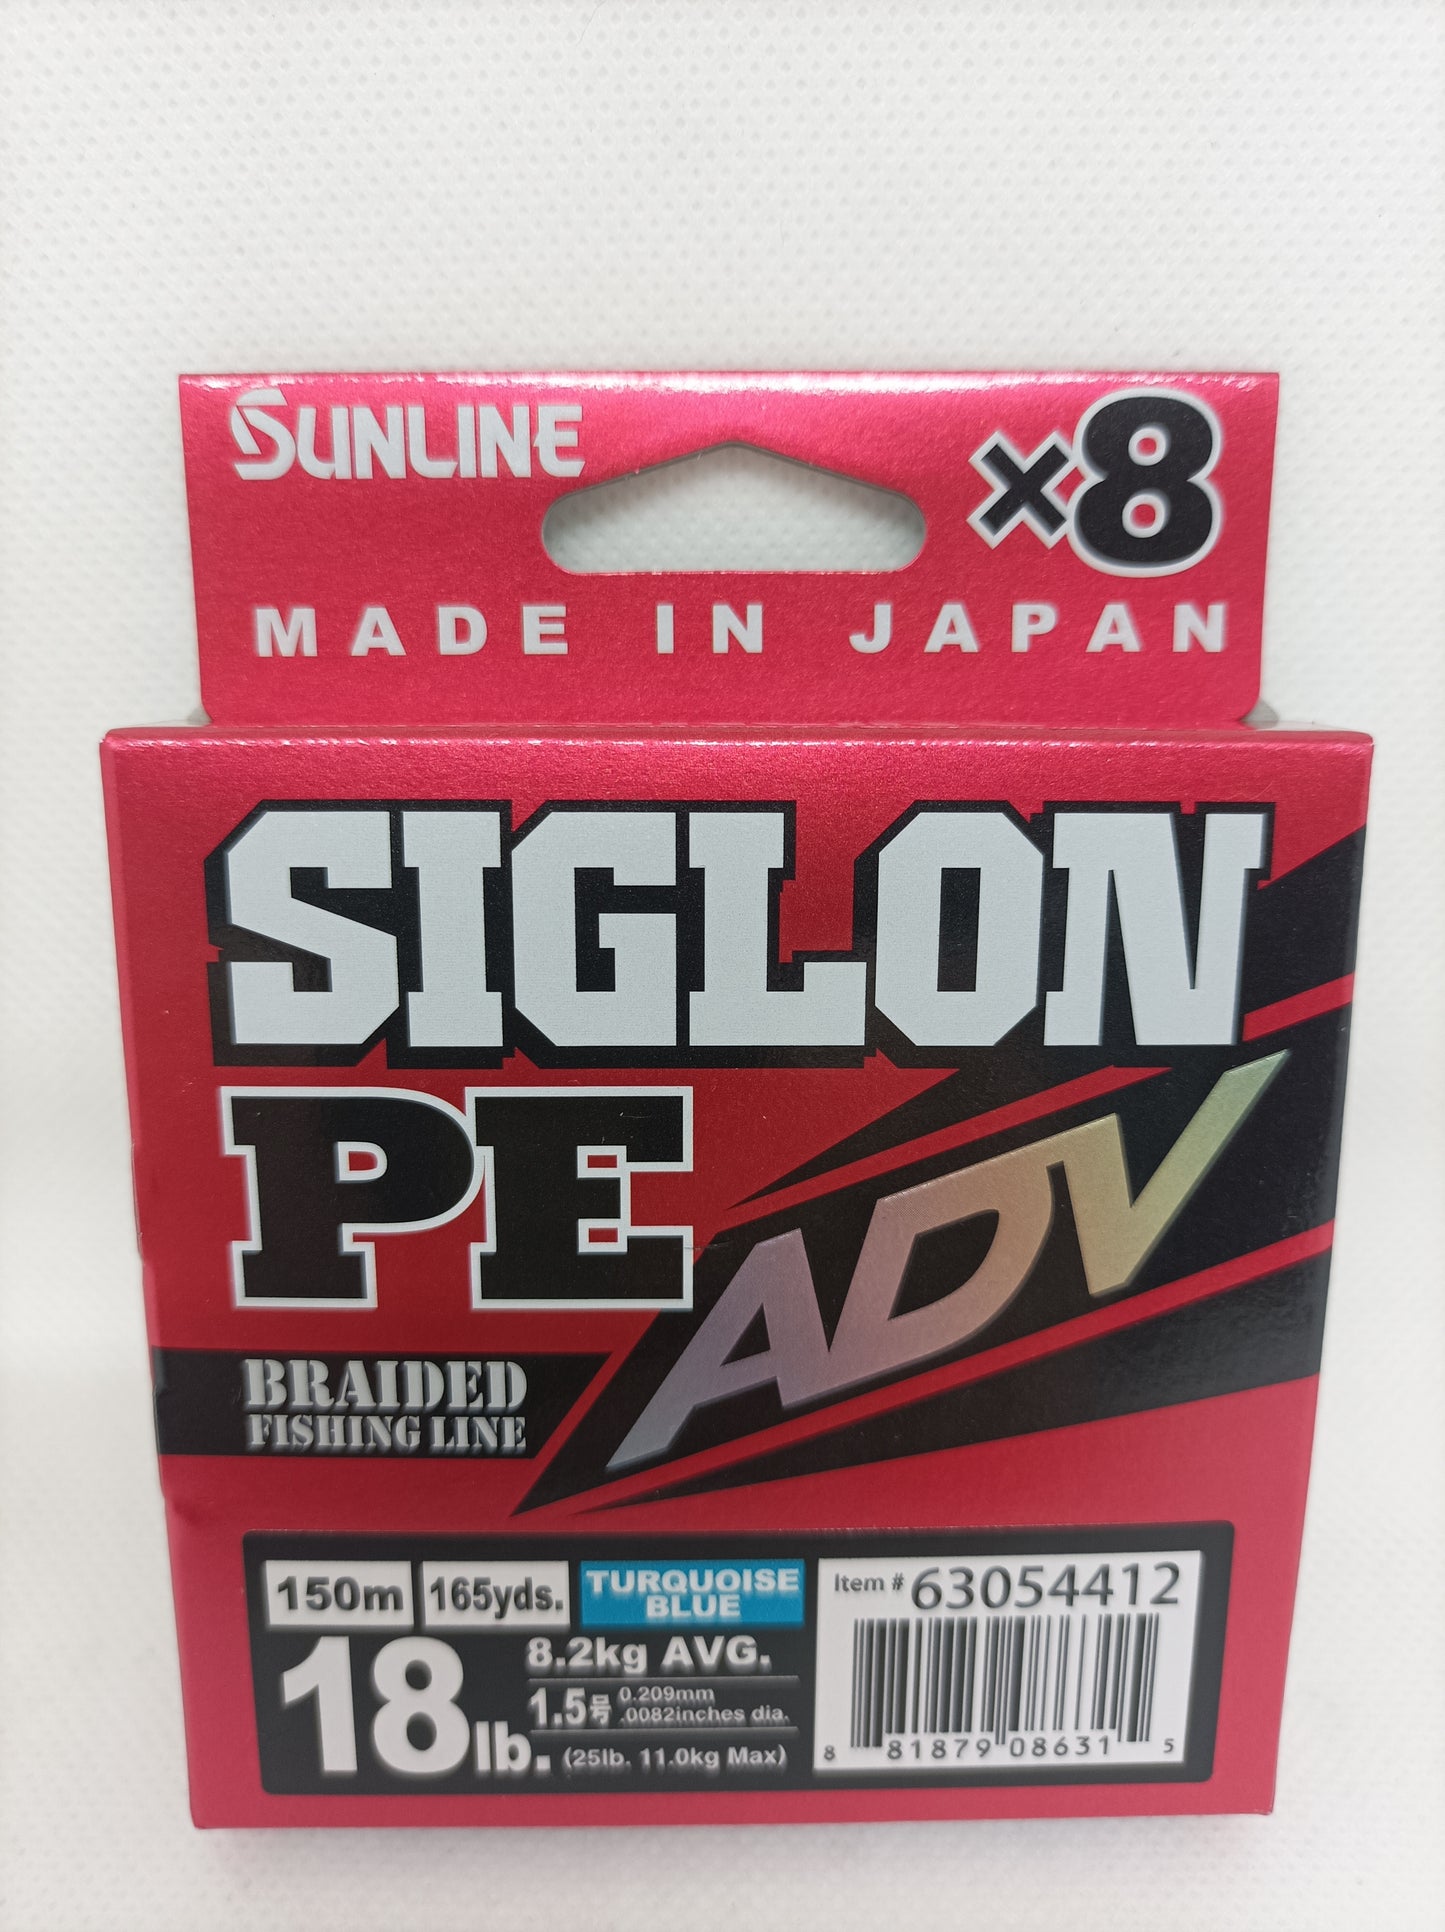 SUNLINE
×8
MADE IN JAPAN
SIGLON
PE
ADV
BRAIDED
FISHING LINE
150m
165yds.
TURQUOISE
BLUE
18lb.
8.2kg AVG.
1.5号
0.209mm
.0082inches dia.
(25lb. 11.0kg Max)
Item # 63054412
8 81879 08631 5